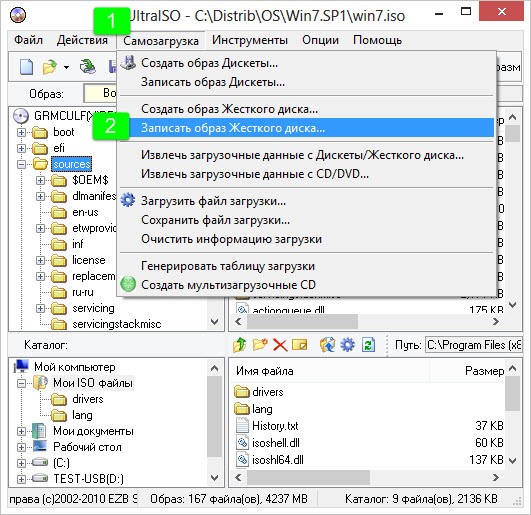 1
UltraISO - C:\Distrib\OS\Win7.SP1\win7.iso
Файл Действия Самозагрузка Инструменты Опции Помощь
Создать образ Дискеты...
Записать образ Дискеты...
Создать образ Жесткого диска...
2
Записать образ Жесткого диска...
Извлечь загрузочные данные с Дискеты/Жесткого диска...
Извлечь загрузочные данные с CD/DVD...
Загрузить файл загрузки...
Сохранить файл загрузки...
Очистить информацию загрузки
Генерировать таблицу загрузки
Создать мультизагрузочные CD
Образ:
boot
efi
sources
$OEM$
dlmanifes
en-us
etwprovid
inf
license
replacem
ru-ru
servicing
servicingstackmisc
actionqueue.dll 175 KB
Каталог:
Путь: C:\Program Files (x8
Мой компьютер
Мои ISO файлы
drivers
lang
Мои документы
Рабочий стол
(C:)
TEST-USB(D:)
Имя файла Размер
drivers
lang
History.txt 37 KB
isoshell.dll 60 KB
isoshl64.dll 137 KB
права (c)2002-2010 EZB S
Образ: 167 файла(ов), 4237 MB
Каталог: 9 файла(ов), 2136 KB